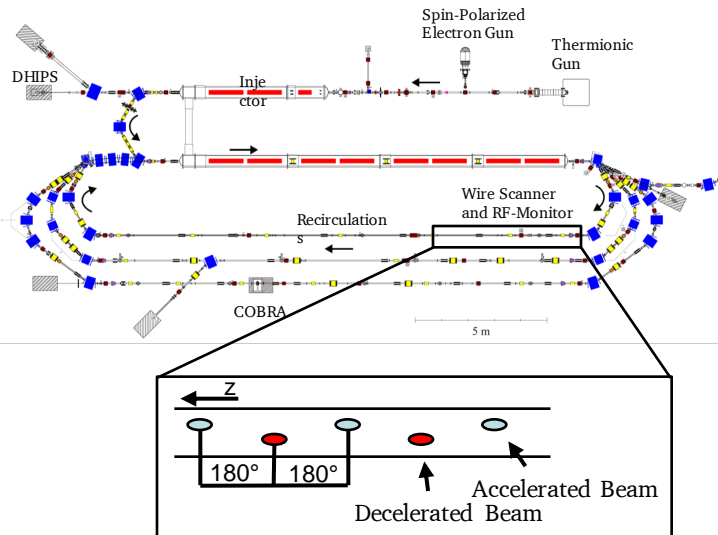 Spin-Polarized
Electron Gun
Thermionic
Gun
DHIPS
Inje
ctor
Wire Scanner
and RF-Monitor
Recirculation
s
COBRA
5 m
z
180°
180°
Accelerated Beam
Decelerated Beam